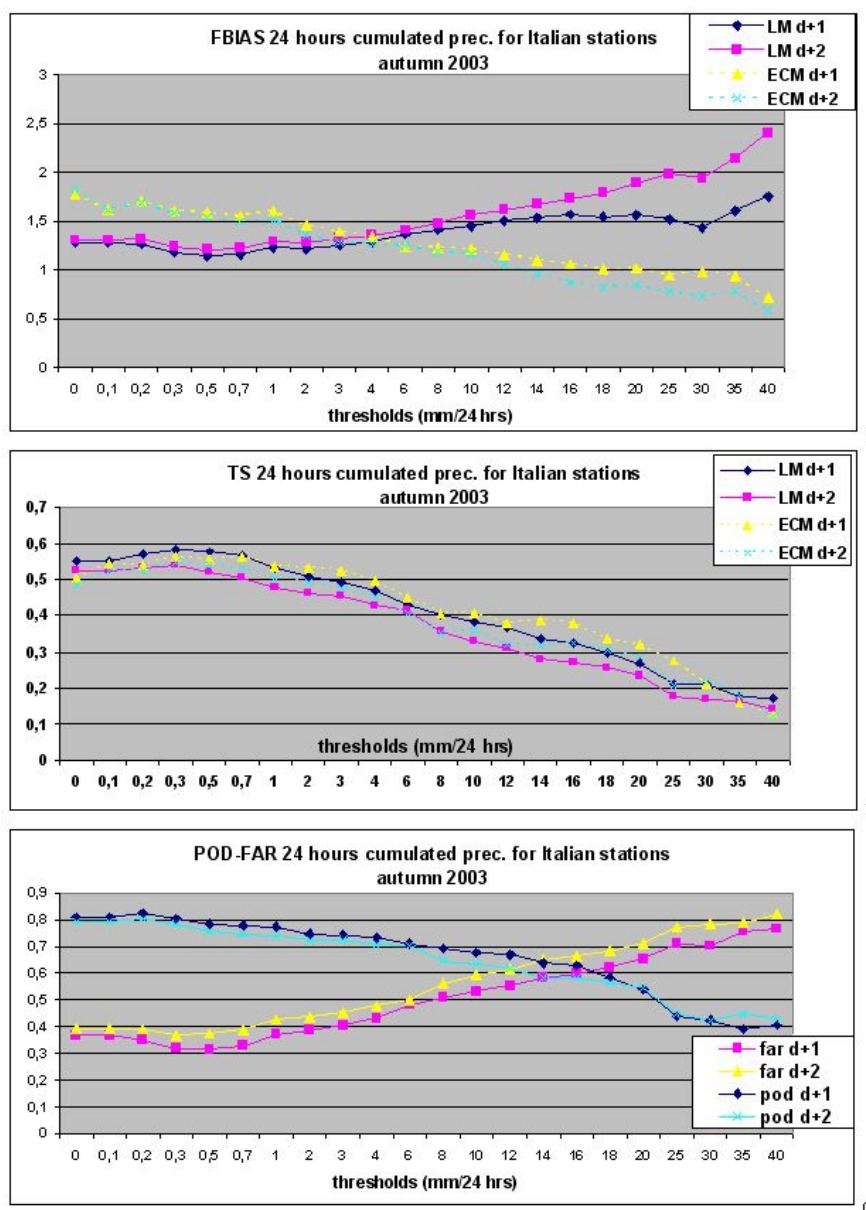 FBIAS 24 hours cumulated prec. for Italian stations
autumn 2003
LM d+1
LM d+2
ECM d+1
ECM d+2
3
2,5
2
1,5
1
0,5
0
0 0,1 0,2 0,3 0,5 0,7 1 2 3 4 6 8 10 12 14 16 18 20 25 30 35 40
thresholds (mm/24 hrs)
TS 24 hours cumulated prec. for Italian stations
autumn 2003
LM d+1
LM d+2
ECM d+1
ECM d+2
0,7
0,6
0,5
0,4
0,3
0,2
0,1
0
thresholds (mm/24 hrs)
0 0,1 0,2 0,3 0,5 0,7 1 2 3 4 6 8 10 12 14 16 18 20 25 30 35 40
POD-FAR 24 hours cumulated prec. for Italian stations
autumn 2003
0,9
0,8
0,7
0,6
0,5
0,4
0,3
0,2
0,1
0
far d+1
far d+2
pod d+1
pod d+2
0 0,1 0,2 0,3 0,5 0,7 1 2 3 4 6 8 10 12 14 16 18 20 25 30 35 40
thresholds (mm/24 hrs)